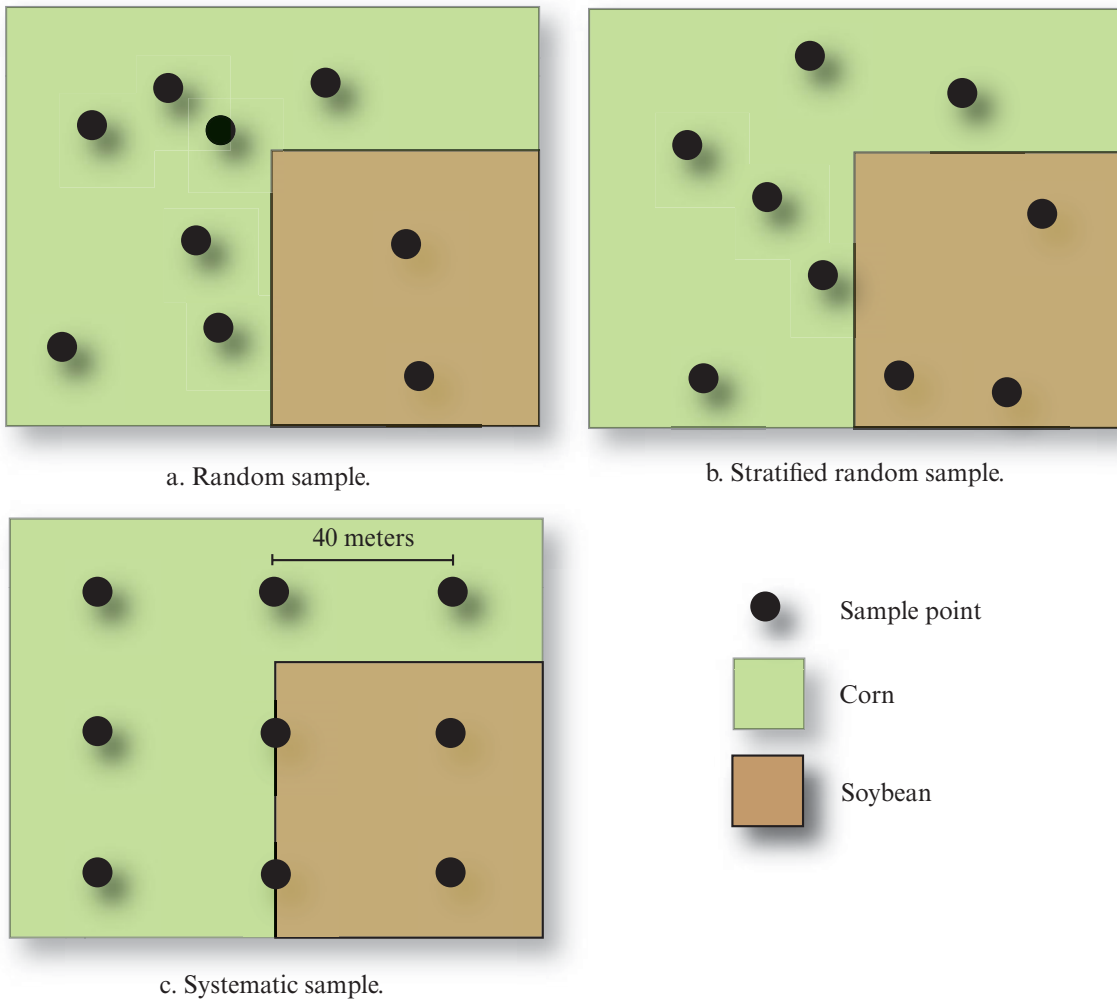 a. Random sample.
b. Stratified random sample.
40 meters
c. Systematic sample.
Sample point
Corn
Soybean